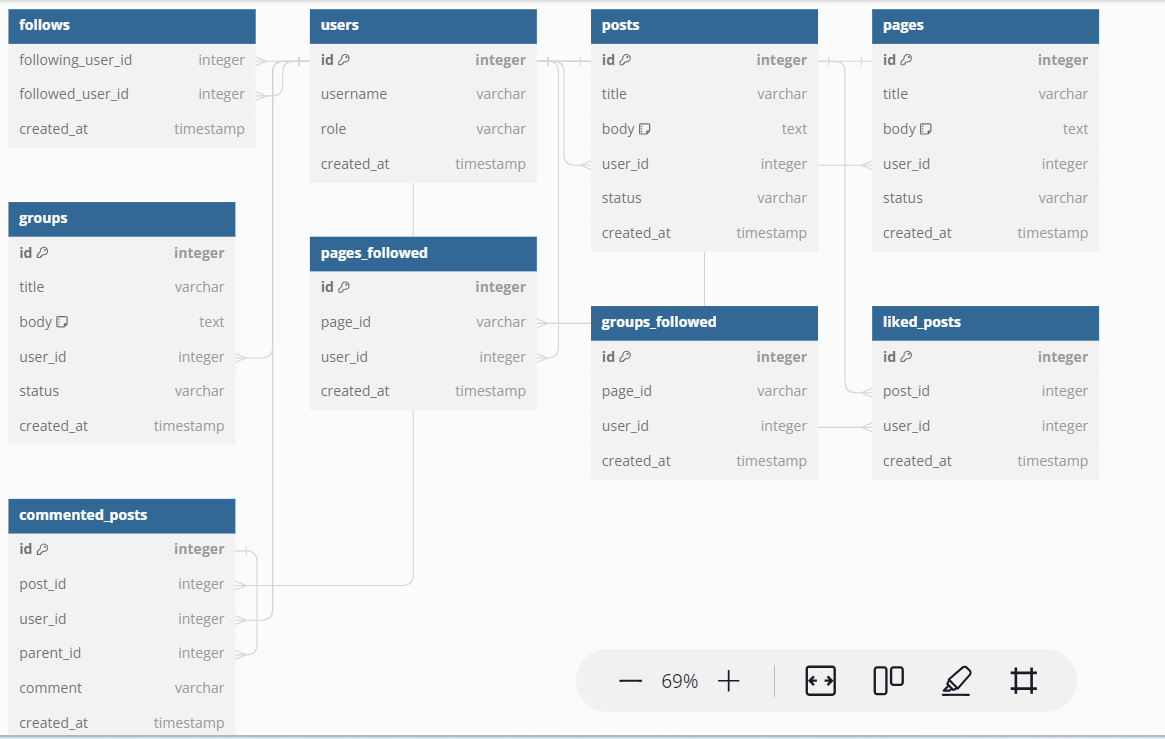 follows
following_user_id integer
followed_user_id integer
created_at timestamp
users
id integer
username varchar
role varchar
created_at timestamp
posts
id integer
title varchar
body text
user_id integer
status varchar
created_at timestamp
pages
id integer
title varchar
body text
user_id integer
status varchar
created_at timestamp
groups
id integer
title varchar
body text
user_id integer
status varchar
created_at timestamp
pages_followed
id integer
page_id varchar
user_id integer
created_at timestamp
groups_followed
id integer
page_id varchar
user_id integer
created_at timestamp
liked_posts
id integer
post_id integer
user_id integer
created_at timestamp
commented_posts
id integer
post_id integer
user_id integer
parent_id integer
comment varchar
created_at timestamp
69%